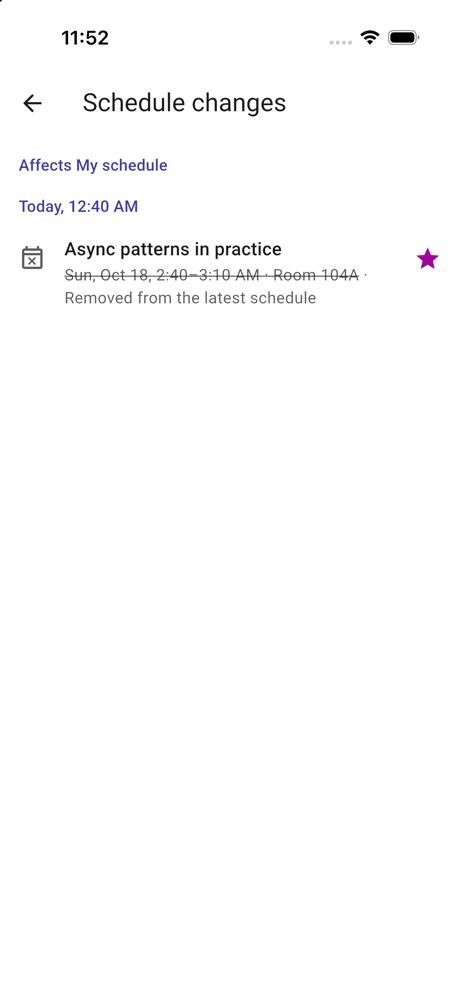 11:52
Schedule changes
Affects My schedule
Today, 12:40 AM
Async patterns in practice
Sun, Oct 18, 2:40–3:10 AM · Room 104A ·
Removed from the latest schedule